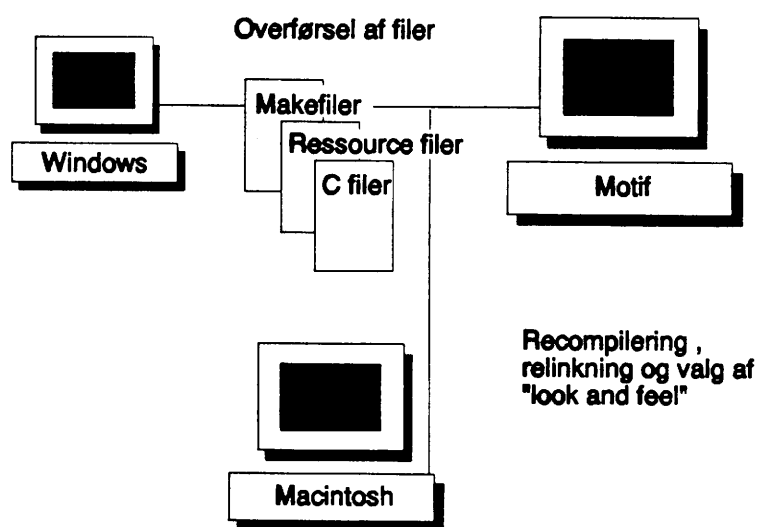 Overførsel af filer
Makefiler
Ressource filer
C filer
Windows
Motif
Recompilering ,
relinkning og valg af
"look and feel"
Macintosh